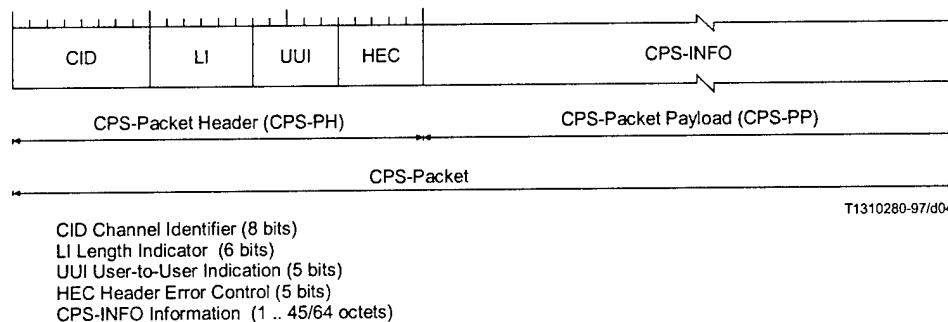 CID LI UUI HEC CPS-INFO
CPS-Packet Header (CPS-PH) CPS-Packet Payload (CPS-PP)
CPS-Packet
T1310280-97/d04
CID Channel Identifier (8 bits)
LI Length Indicator (6 bits)
UUI User-to-User Indication (5 bits)
HEC Header Error Control (5 bits)
CPS-INFO Information (1 .. 45/64 octets)